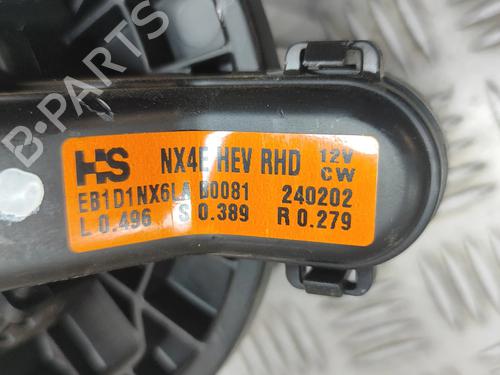 HS NX4E HEV RHD 12V CW
EB1D1NX6LA B0081 240202
L 0.496 S 0.389 R 0.279
B-PARTS